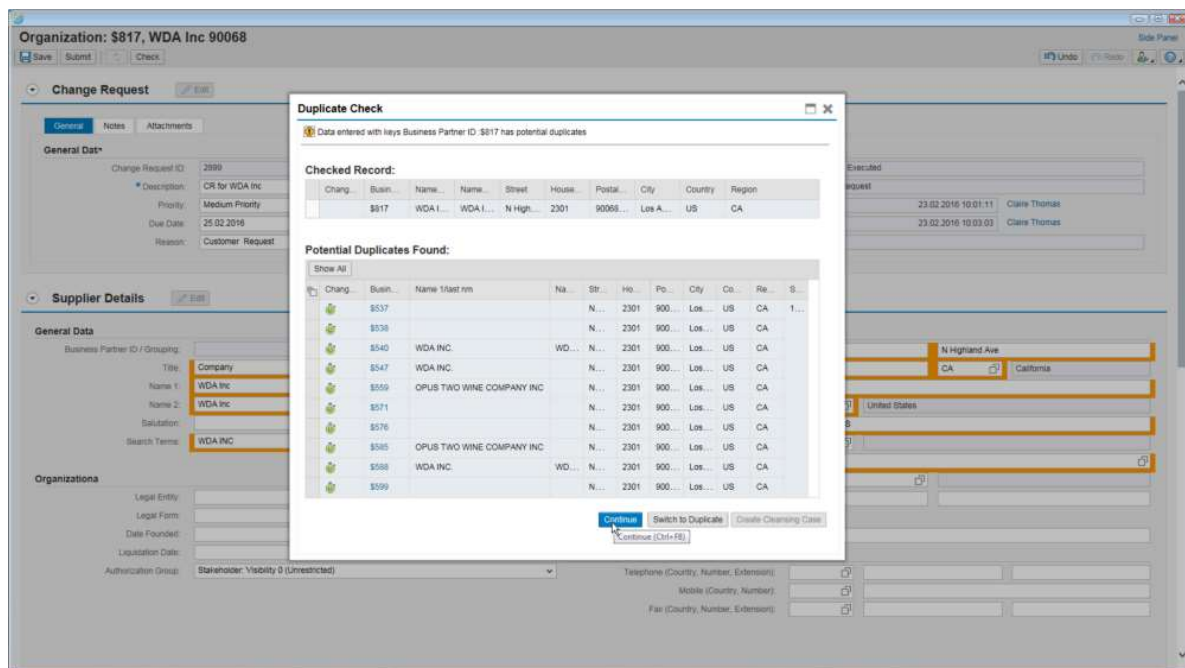 Organization: $817, WDA Inc 90068
Side Panel
Save Submit Check
Undo Redo
Change Request Edit
General Notes Attachments
General Dat
Change Request ID: 2899
* Description: CR for WDA Inc
Priority: Medium Priority
Due Date: 25.02.2016
Reason: Customer Request
Executed
equest
23.02.2016 10:01:11 Claire Thomas
23.02.2016 10:03:03 Claire Thomas
Supplier Details Edit
General Data
Business Partner ID / Grouping:
Title: Company
Name 1: WDA Inc
Name 2: WDA Inc
Salutation:
Search Terms: WDA INC
N Highland Ave
CA California
United States
Organizationa
Legal Entity:
Legal Form:
Date Founded:
Liquidation Date:
Authorization Group: Stakeholder: Visibility 0 (Unrestricted)
Telephone (Country, Number, Extension):
Mobile (Country, Number):
Fax (Country, Number, Extension):
Duplicate Check
Data entered with keys Business Partner ID :$817 has potential duplicates
Checked Record:
Chang... Busin... Name... Name... Street House... Postal... City Country Region
$817 WDA I... WDA I... N High... 2301 90068... Los A... US CA
Potential Duplicates Found:
Show All
Chang... Busin... Name 1/last nm Na... Str... Ho... Po... City Co... Re... S...
$537 N... 2301 900... Los... US CA 1...
$538 N... 2301 900... Los... US CA
$540 WDA INC. WD... N... 2301 900... Los... US CA
$547 WDA INC. N... 2301 900... Los... US CA
$559 OPUS TWO WINE COMPANY INC N... 2301 900... Los... US CA
$571 N... 2301 900... Los... US CA
$576 N... 2301 900... Los... US CA
$585 OPUS TWO WINE COMPANY INC N... 2301 900... Los... US CA
$588 WDA INC. WD... N... 2301 900... Los... US CA
$599 N... 2301 900... Los... US CA
Continue Switch to Duplicate Create Cleansing Case
Continue (Ctrl+F8)